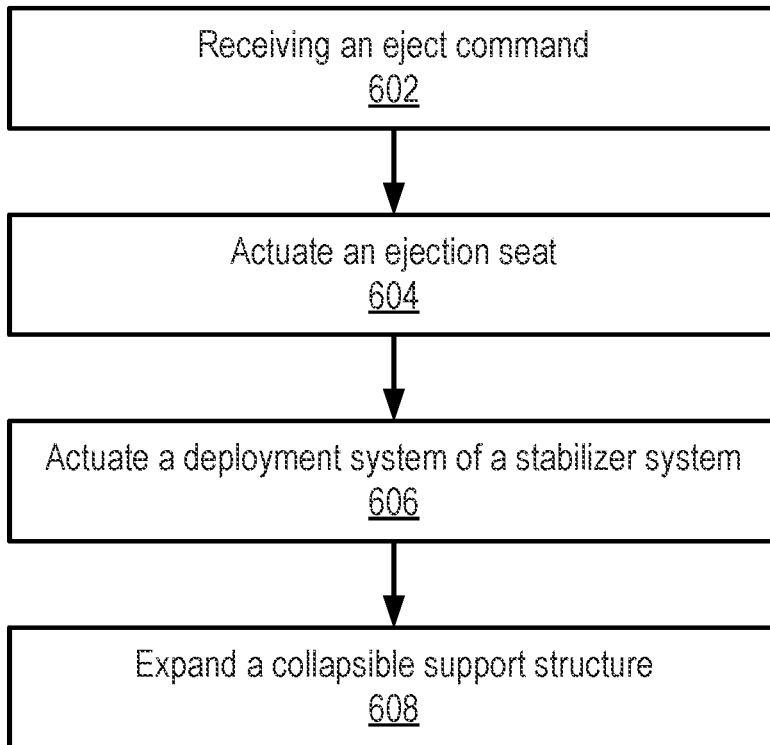 Receiving an eject command
602
Actuate an ejection seat
604
Actuate a deployment system of a stabilizer system
606
Expand a collapsible support structure
608